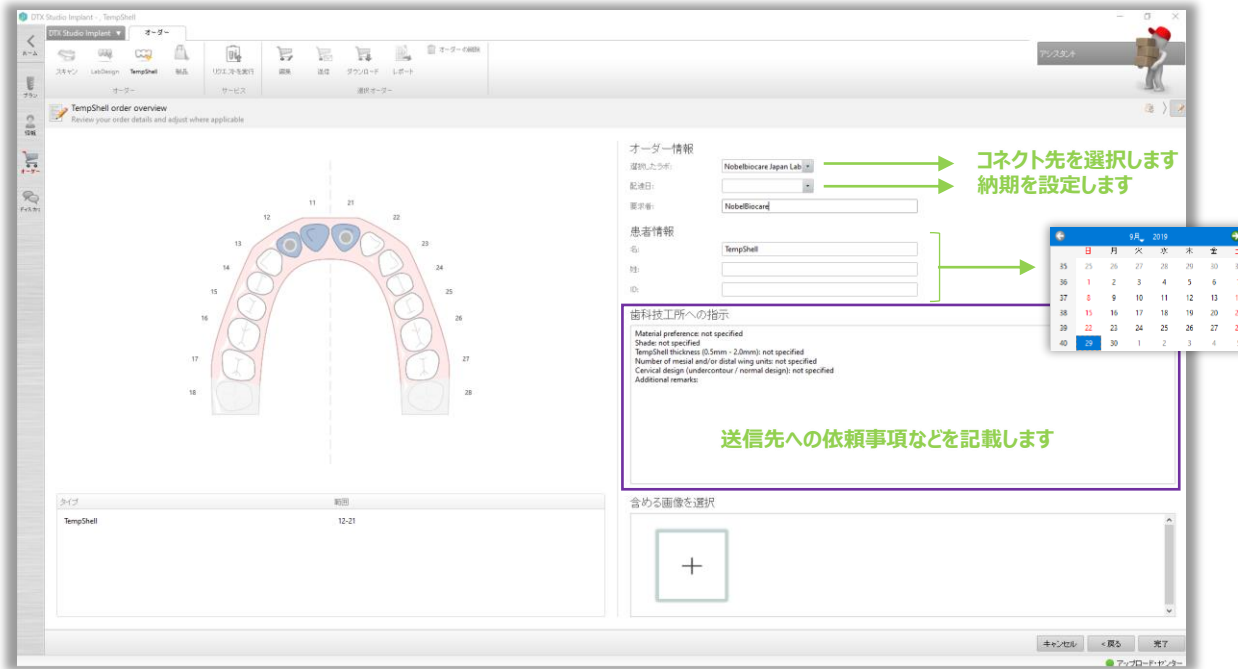 DTX Studio Implant - , TempShell
DTX Studio Implant ▼ オーダー
スキャン LabDesign TempShell 製品
オーダー
サービス
編集 送信 ダウンロード レポート
選択オーダー
オーダーの削除
アシスタント
ホーム
プラン
オーダー
TempShell order overview
Review your order details and adjust where applicable
11 21
12 22
13 23
14 24
15 25
16 26
17 27
18 28
タイプ 範囲
TempShell 12-21
オーダー情報
選択したラボ: Nobelbiocare Japan Lab
コネクト先を選択します
配達日:
納期を設定します
要求者: NobelBiocare
患者情報
名: TempShell
姓:
ID:
9月, 2019
日 月 火 水 木 金
35 25 26 27 28 29 30
36 1 2 3 4 5 6
37 8 9 10 11 12 13
38 15 16 17 18 19 20
39 22 23 24 25 26 27
40 29 30 1 2 3 4
歯科技工所への指示
Material preference: not specified
Shade: not specified
TempShell thickness (0.5mm - 2.0mm): not specified
Number of mesial and/or distal wing units: not specified
Cervical design (undercontour / normal design): not specified
Additional remarks:
送信先への依頼事項などを記載します
含める画像を選択
キャンセル < 戻る 完了
アップロード・センター